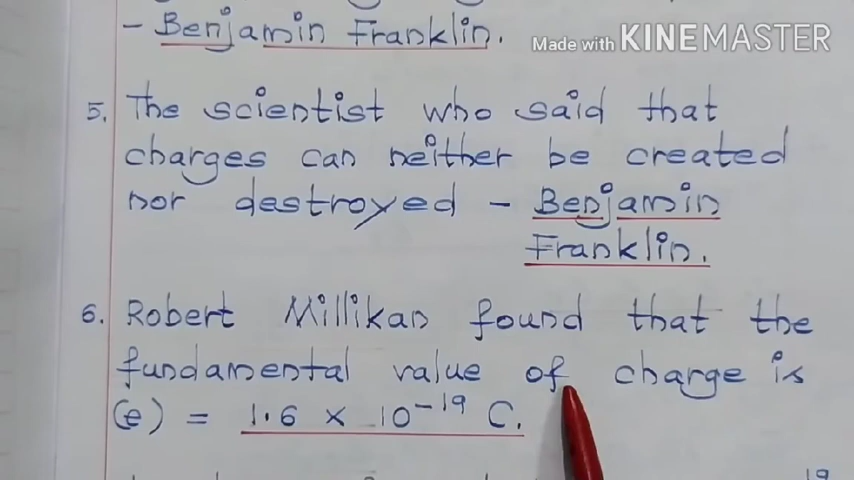 - Benjamin Franklin.
Made with KINEMASTER
5. The scientist who said that
charges can neither be created
nor destroyed - Benjamin
Franklin.
6. Robert Millikan found that the
fundamental value of charge is
(e) = 1.6 × 10⁻¹⁹ C.
19